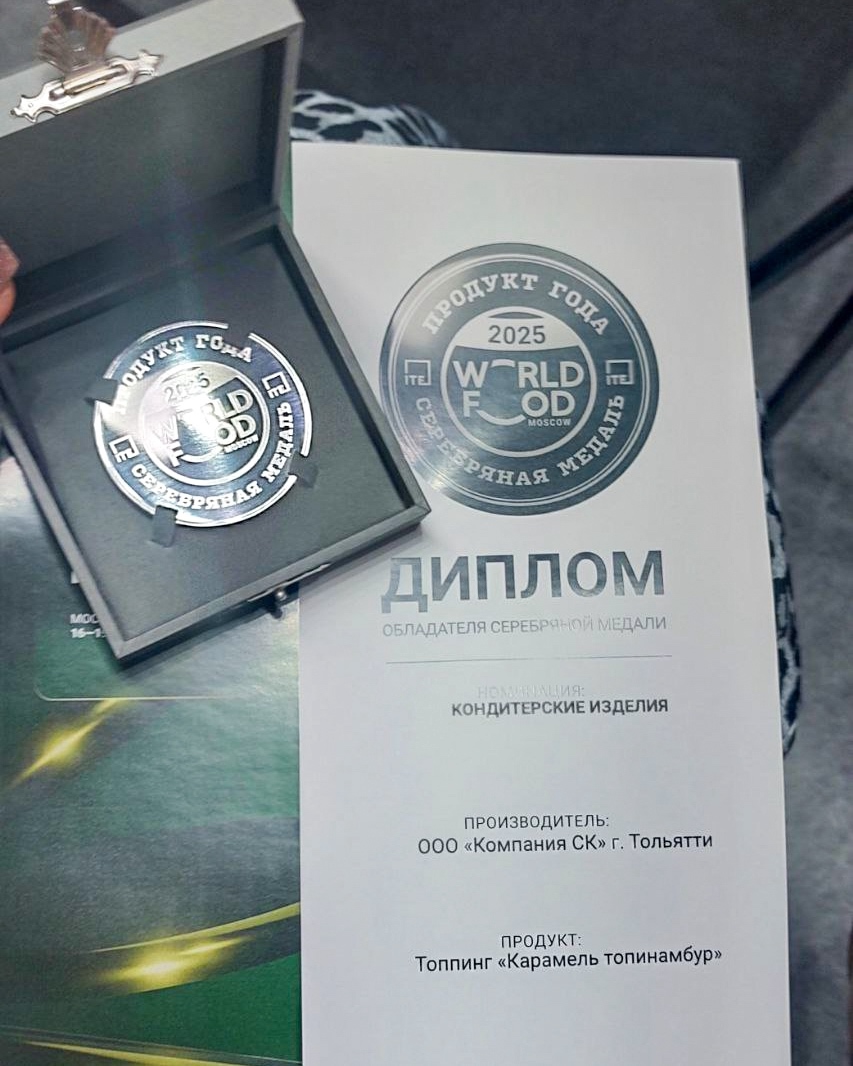 ПРОДУКТ ГОДА
2025
WORLD
FOOD
MOSCOW
СЕРЕБРЯНАЯ МЕДАЛЬ
ПРОДУКТ ГОДА
2025
ITE
WORLD
ITE
FOOD
MOSCOW
СЕРЕБРЯНАЯ МЕДАЛЬ
ДИПЛОМ
ОБЛАДАТЕЛЯ СЕРЕБРЯНОЙ МЕДАЛИ
НОМИНАЦИЯ:
КОНДИТЕРСКИЕ ИЗДЕЛИЯ
ПРОИЗВОДИТЕЛЬ:
ООО «Компания СК» г. Тольятти
ПРОДУКТ:
Топпинг «Карамель топинамбур»